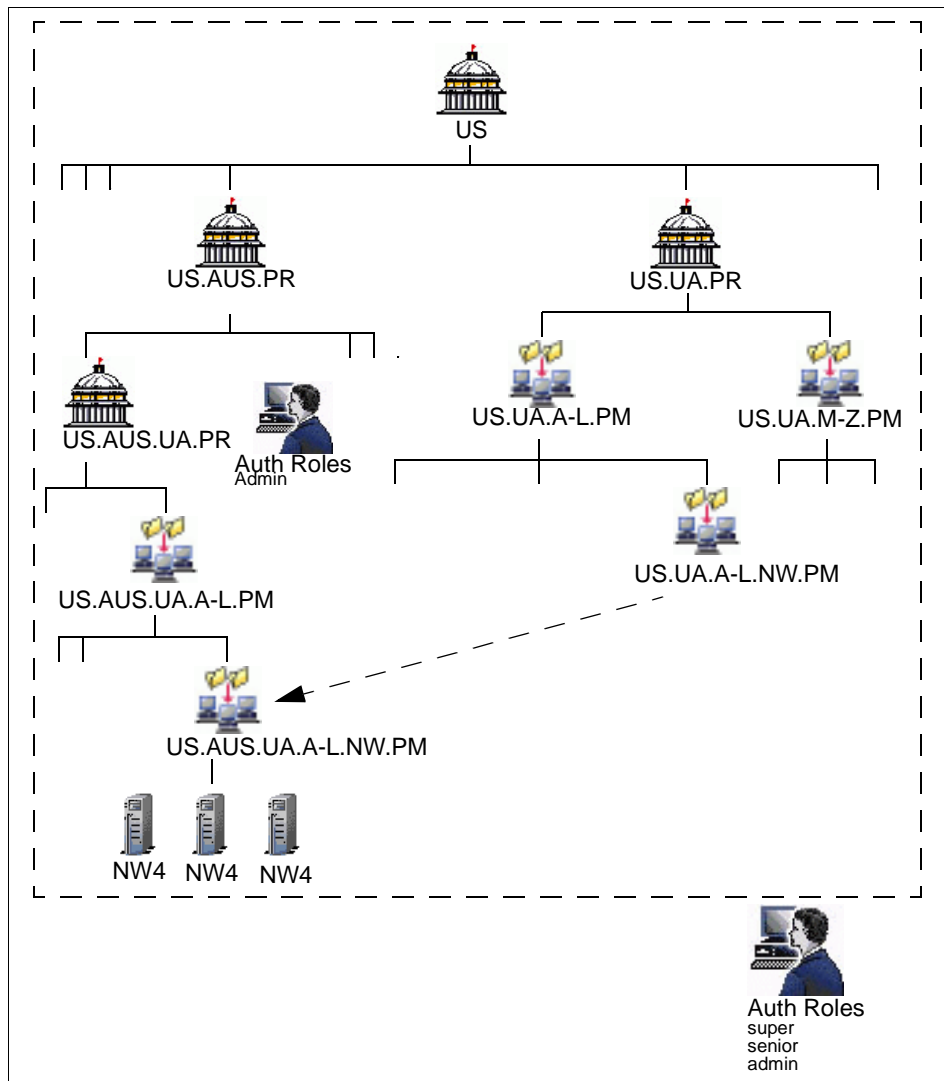 US
US.AUS.PR
US.UA.PR
US.AUS.UA.PR
Auth Roles
Admin
US.UA.A-L.PM
US.UA.M-Z.PM
US.AUS.UA.A-L.PM
US.UA.A-L.NW.PM
US.AUS.UA.A-L.NW.PM
NW4
NW4
NW4
Auth Roles
super
senior
admin